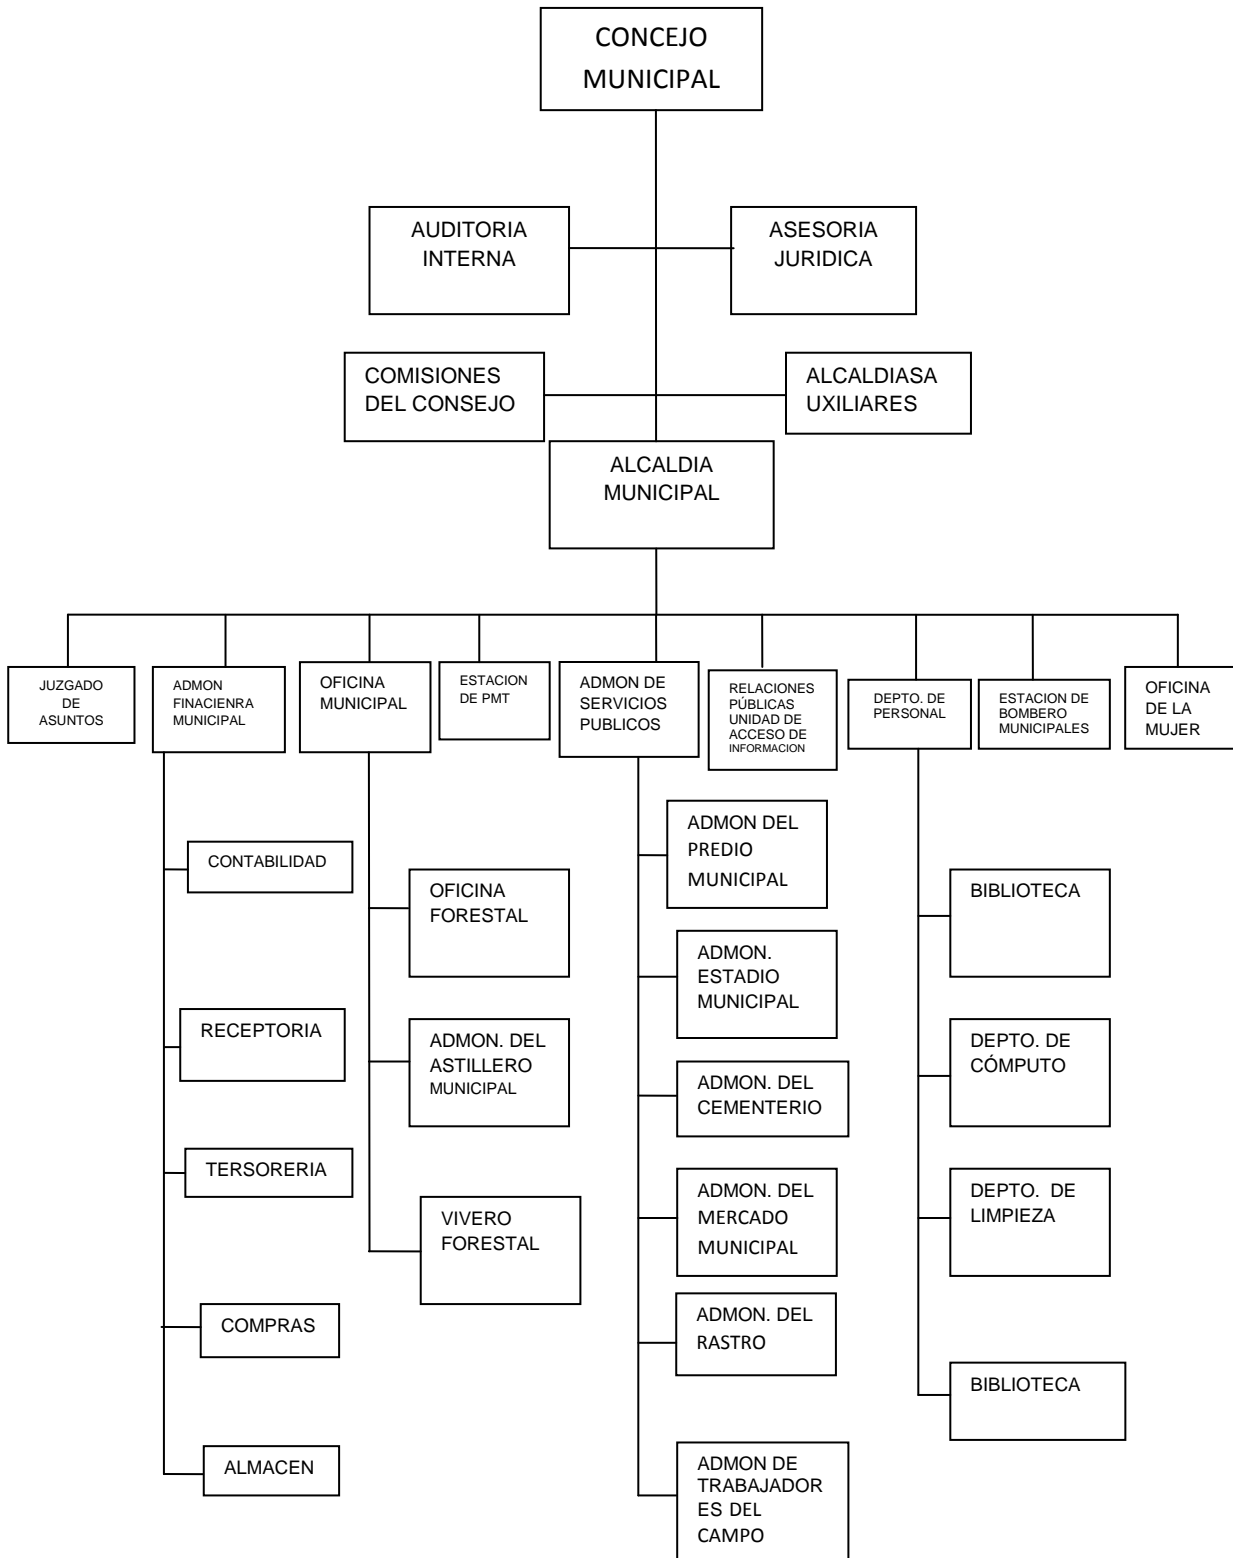 CONCEJO
MUNICIPAL
AUDITORIA
INTERNA
ASESORIA
JURIDICA
COMISIONES
DEL CONSEJO
ALCALDIASA
UXILIARES
ALCALDIA
MUNICIPAL
JUZGADO
DE
ASUNTOS
ADMON
FINACIENRA
MUNICIPAL
OFICINA
MUNICIPAL
ESTACION
DE PMT
ADMON DE
SERVICIOS
PUBLICOS
RELACIONES
PÚBLICAS
UNIDAD DE
ACCESO DE
INFORMACION
DEPTO. DE
PERSONAL
ESTACION DE
BOMBERO
MUNICIPALES
OFICINA
DE LA
MUJER
CONTABILIDAD
RECEPTORIA
TERSORERIA
COMPRAS
ALMACEN
OFICINA
FORESTAL
ADMON. DEL
ASTILLERO
MUNICIPAL
VIVERO
FORESTAL
ADMON DEL
PREDIO
MUNICIPAL
ADMON.
ESTADIO
MUNICIPAL
ADMON. DEL
CEMENTERIO
ADMON. DEL
MERCADO
MUNICIPAL
ADMON. DEL
RASTRO
ADMON DE
TRABAJADOR
ES DEL
CAMPO
BIBLIOTECA
DEPTO. DE
CÓMPUTO
DEPTO. DE
LIMPIEZA
BIBLIOTECA